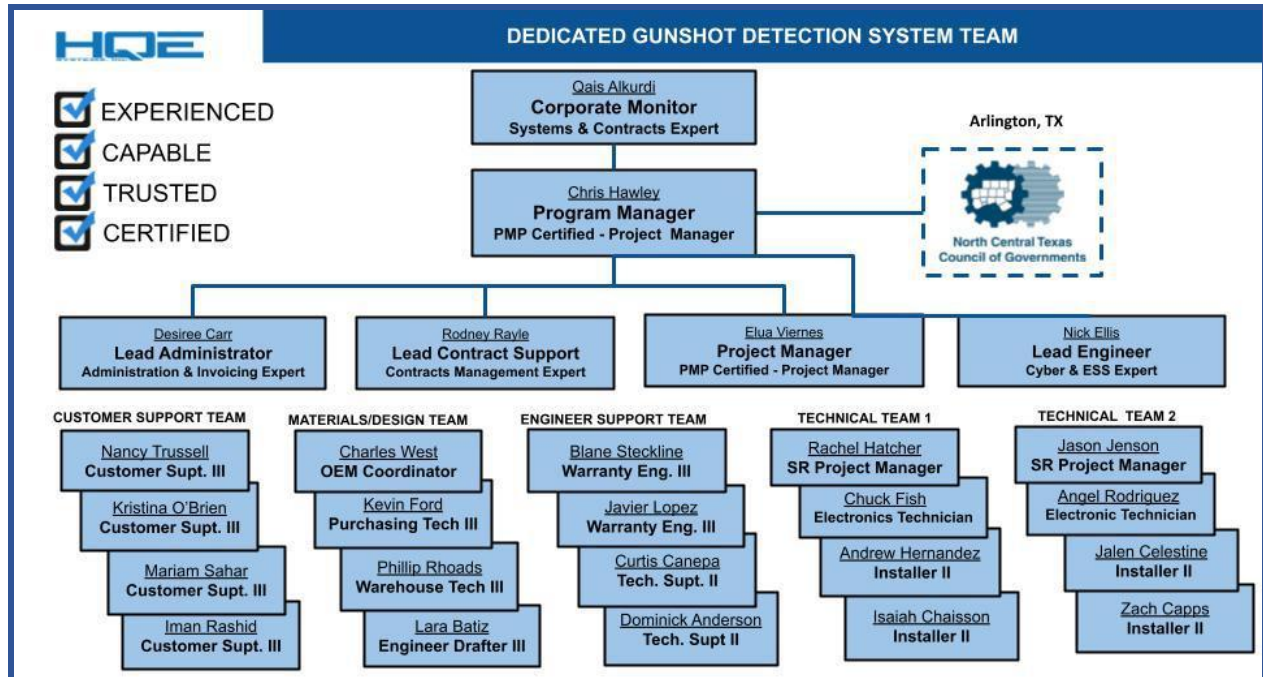 HQE
DEDICATED GUNSHOT DETECTION SYSTEM TEAM
EXPERIENCED
CAPABLE
TRUSTED
CERTIFIED
Qais Alkurdi
Corporate Monitor
Systems & Contracts Expert
Chris Hawley
Program Manager
PMP Certified - Project Manager
Arlington, TX
North Central Texas
Council of Governments
Desiree Carr
Lead Administrator
Administration & Invoicing Expert
Rodney Rayle
Lead Contract Support
Contracts Management Expert
Elua Viernes
Project Manager
PMP Certified - Project Manager
Nick Ellis
Lead Engineer
Cyber & ESS Expert
CUSTOMER SUPPORT TEAM
Nancy Trussell
Customer Supt. III
Kristina O'Brien
Customer Supt. III
Mariam Sahar
Customer Supt. III
Iman Rashid
Customer Supt. III
MATERIALS/DESIGN TEAM
Charles West
OEM Coordinator
Kevin Ford
Purchasing Tech III
Phillip Rhoads
Warehouse Tech III
Lara Batiz
Engineer Drafter III
ENGINEER SUPPORT TEAM
Blane Steckline
Warranty Eng. III
Javier Lopez
Warranty Eng. III
Curtis Canepa
Tech. Supt. II
Dominick Anderson
Tech. Supt II
TECHNICAL TEAM 1
Rachel Hatcher
SR Project Manager
Chuck Fish
Electronics Technician
Andrew Hernandez
Installer II
Isaiah Chaisson
Installer II
TECHNICAL TEAM 2
Jason Jenson
SR Project Manager
Angel Rodriguez
Electronic Technician
Jalen Celestine
Installer II
Zach Capps
Installer II